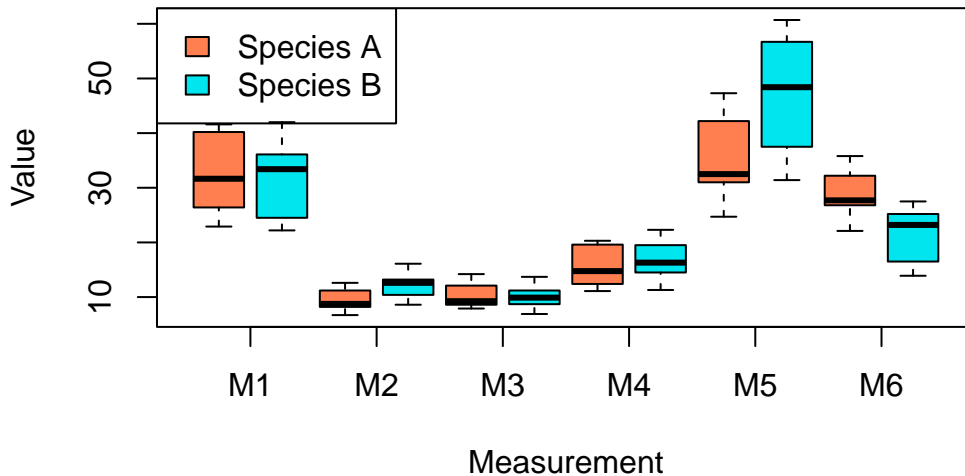 Species A
Species B
50
30
10
Value
M1 M2 M3 M4 M5 M6
Measurement